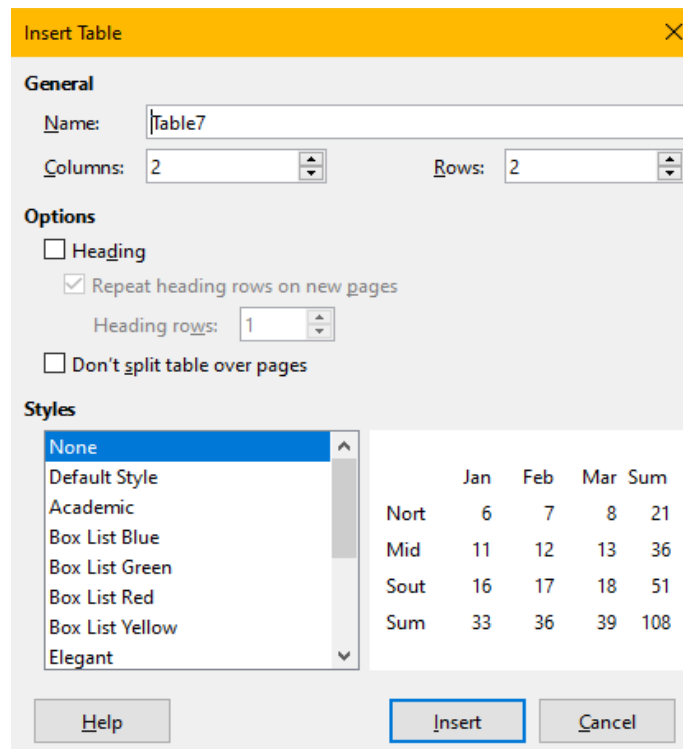 Insert Table
General
Name: Table7
Columns: 2 Rows: 2
Options
Heading
Repeat heading rows on new pages
Heading rows: 1
Don't split table over pages
Styles
None
Default Style
Academic
Box List Blue
Box List Green
Box List Red
Box List Yellow
Elegant
Jan Feb Mar Sum
Nort 6 7 8 21
Mid 11 12 13 36
Sout 16 17 18 51
Sum 33 36 39 108
Help Insert Cancel